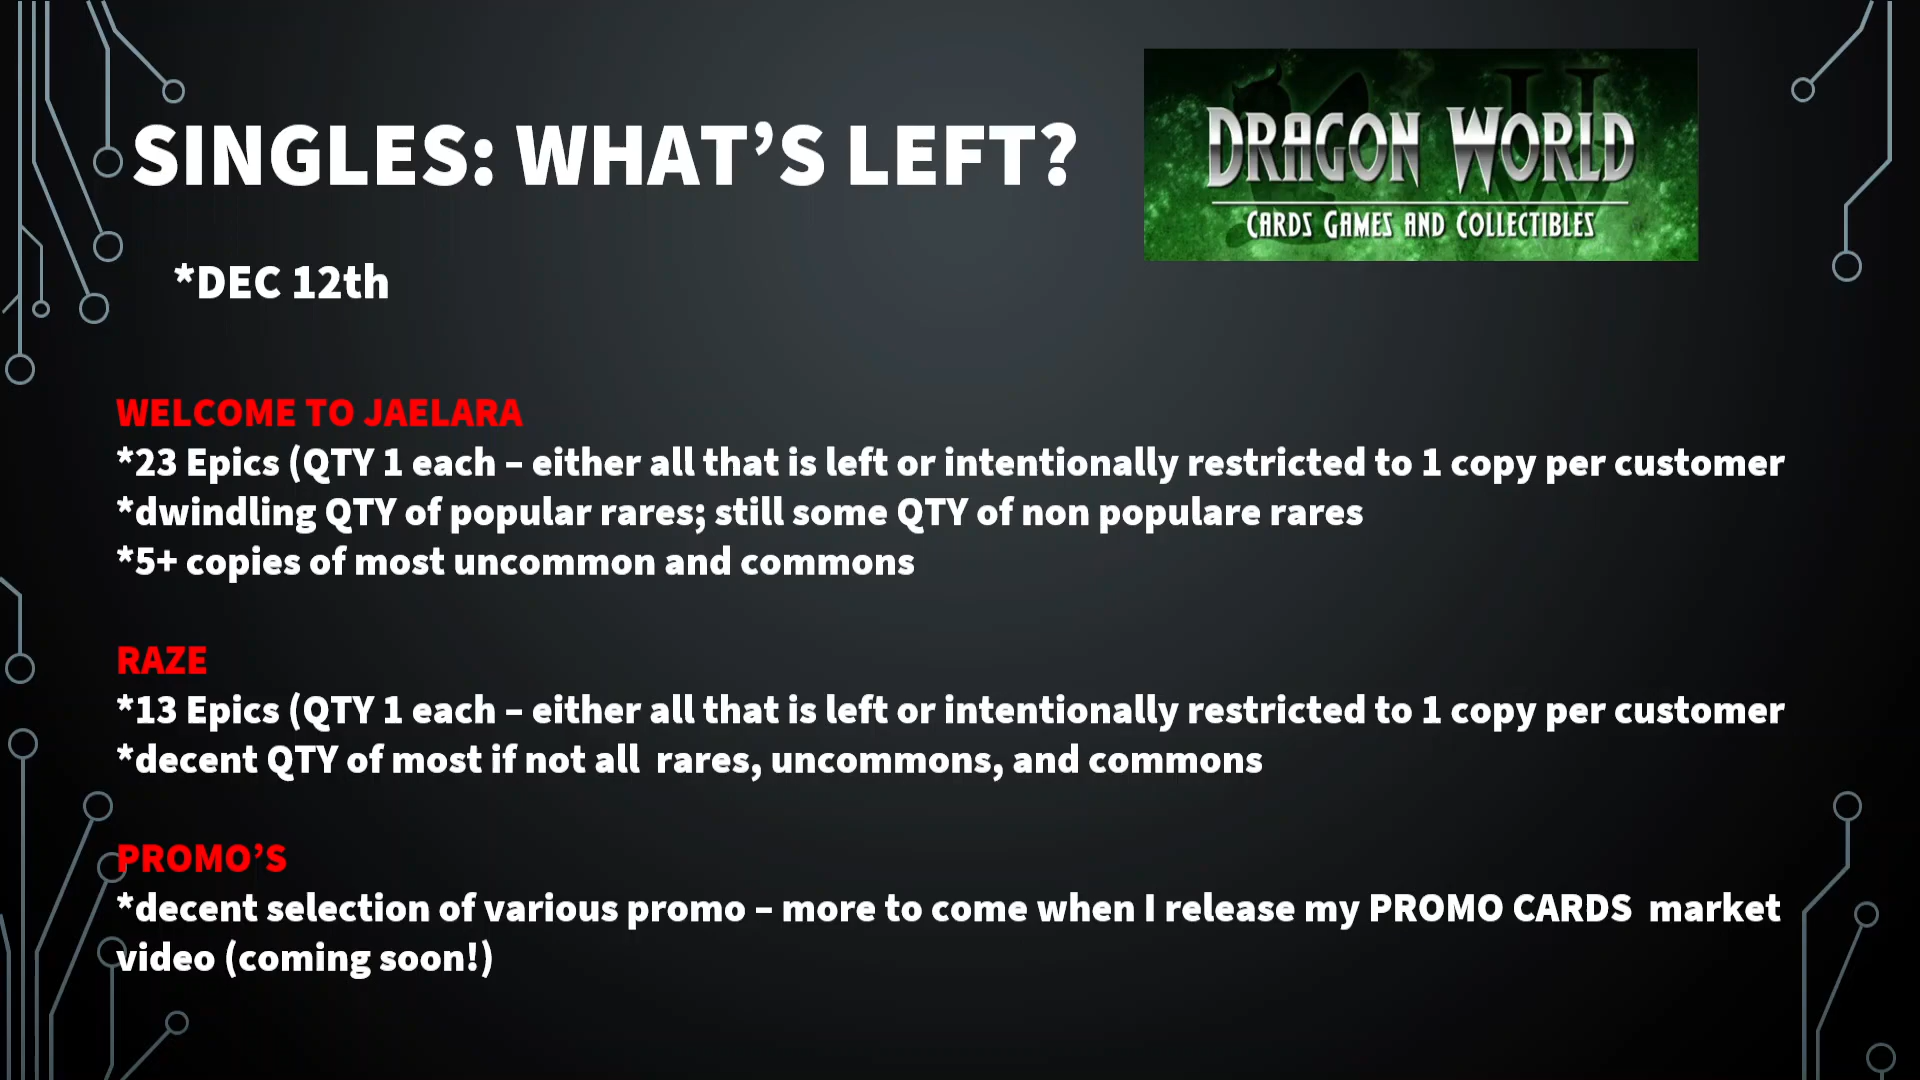 SINGLES: WHAT’S LEFT?
DRAGON WORLD
CARDS GAMES AND COLLECTIBLES
*DEC 12th
WELCOME TO JAELARA
*23 Epics (QTY 1 each – either all that is left or intentionally restricted to 1 copy per customer
*dwindling QTY of popular rares; still some QTY of non populare rares
*5+ copies of most uncommon and commons
RAZE
*13 Epics (QTY 1 each – either all that is left or intentionally restricted to 1 copy per customer
*decent QTY of most if not all  rares, uncommons, and commons
PROMO’S
*decent selection of various promo – more to come when I release my PROMO CARDS  market
video (coming soon!)